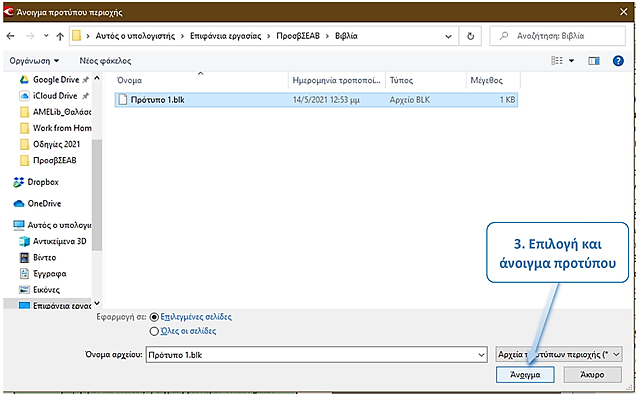 Άνοιγμα προτύπου περιοχής
Αυτός ο υπολογιστής › Επιφάνεια εργασίας › ΠροσβΣΕΑΒ › Βιβλία
Αναζήτηση: Βιβλία
Οργάνωση
Νέος φάκελος
Google Drive
iCloud Drive
AMELib_Θαλάσσ
Work from Hom
Οδηγίες 2021
ΠροσβΣΕΑΒ
Dropbox
OneDrive
Αυτός ο υπολογι
Αντικείμενα 3D
Βίντεο
Έγγραφα
Εικόνες
Επιφάνεια εργασ
Όνομα Ημερομηνία τροποποί... Τύπος Μέγεθος
Πρότυπο 1.blk 14/5/2021 12:53 μμ Αρχείο BLK 1 KB
3. Επιλογή και
άνοιγμα προτύπου
Εφαρμογή σε: Επιλεγμένες σελίδες
Όλες οι σελίδες
Όνομα αρχείου: Πρότυπο 1.blk
Αρχεία προτύπων περιοχής (*
Άνοιγμα Άκυρο